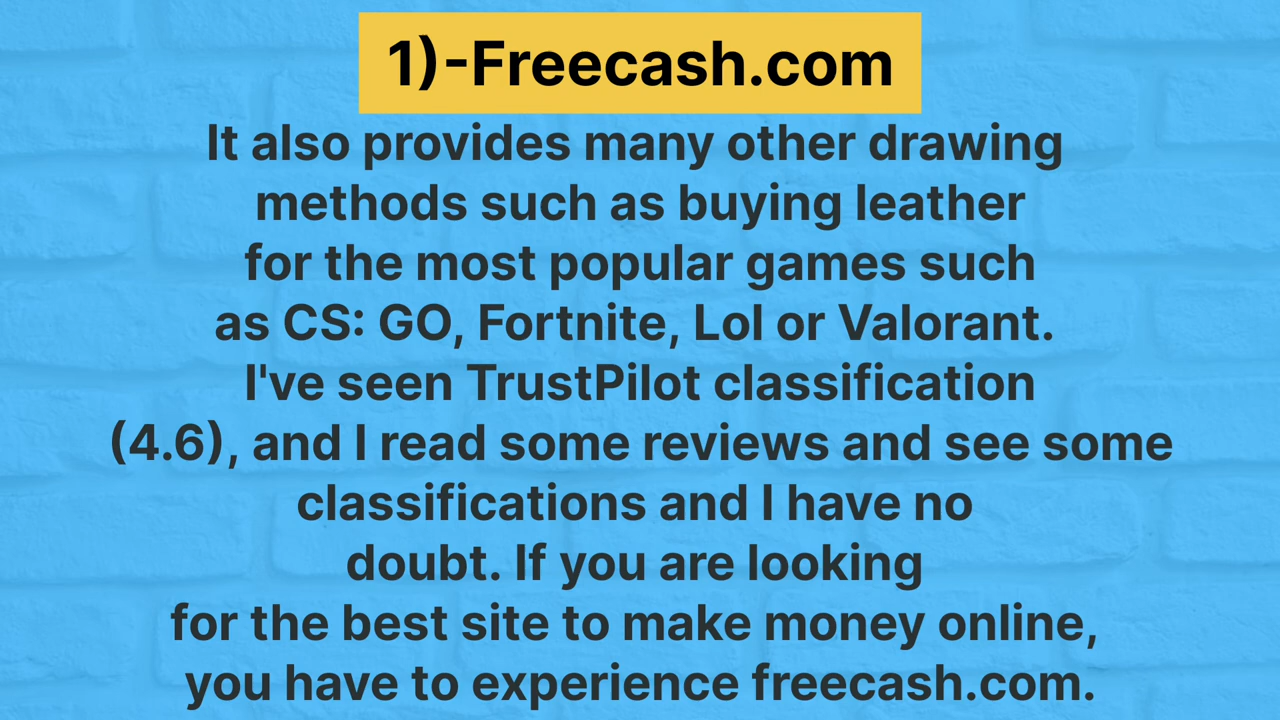 1)-Freecash.com
It also provides many other drawing
methods such as buying leather
for the most popular games such
as CS: GO, Fortnite, Lol or Valorant.
I've seen TrustPilot classification
(4.6), and I read some reviews and see some
classifications and I have no
doubt. If you are looking
for the best site to make money online,
you have to experience freecash.com.